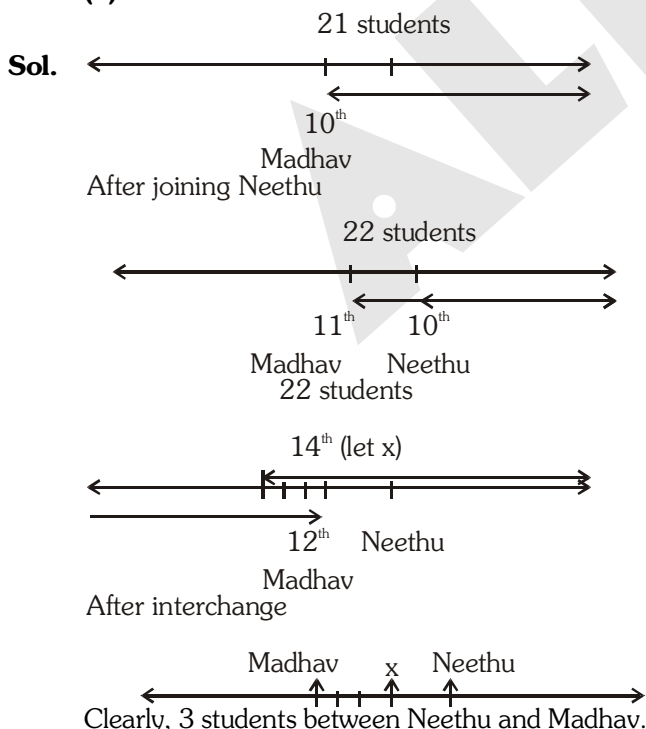 21 students
Sol.
10th
Madhav
After joining Neethu
22 students
11th 10th
Madhav Neethu
22 students
14th (let x)
12th Neethu
Madhav
After interchange
Madhav x Neethu
Clearly, 3 students between Neethu and Madhav.